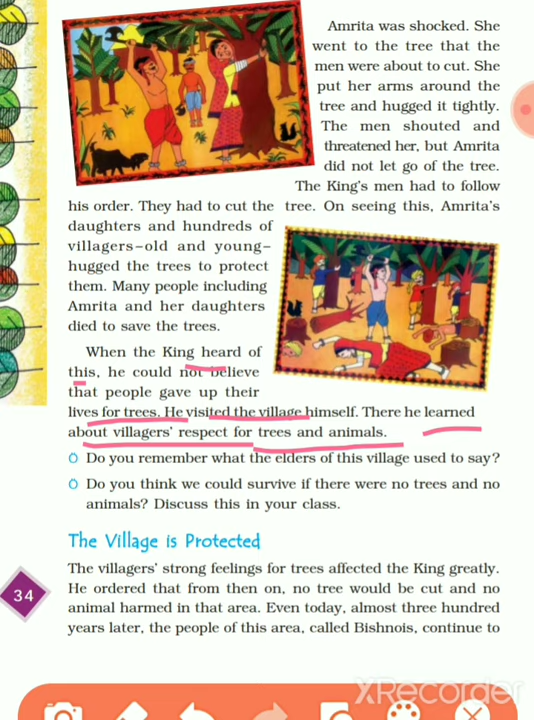 Amrita was shocked. She
went to the tree that the
men were about to cut. She
put her arms around the
tree and hugged it tightly.
The men shouted and
threatened her, but Amrita
did not let go of the tree.
The King's men had to follow
his order. They had to cut the tree. On seeing this, Amrita's
daughters and hundreds of
villagers–old and young–
hugged the trees to protect
them. Many people including
Amrita and her daughters
died to save the trees.
When the King heard of
this, he could not believe
that people gave up their
lives for trees. He visited the village himself. There he learned
about villagers' respect for trees and animals.
Do you remember what the elders of this village used to say?
Do you think we could survive if there were no trees and no
animals? Discuss this in your class.
The Village is Protected
The villagers' strong feelings for trees affected the King greatly.
He ordered that from then on, no tree would be cut and no
animal harmed in that area. Even today, almost three hundred
34
years later, the people of this area, called Bishnois, continue to
XRecorder